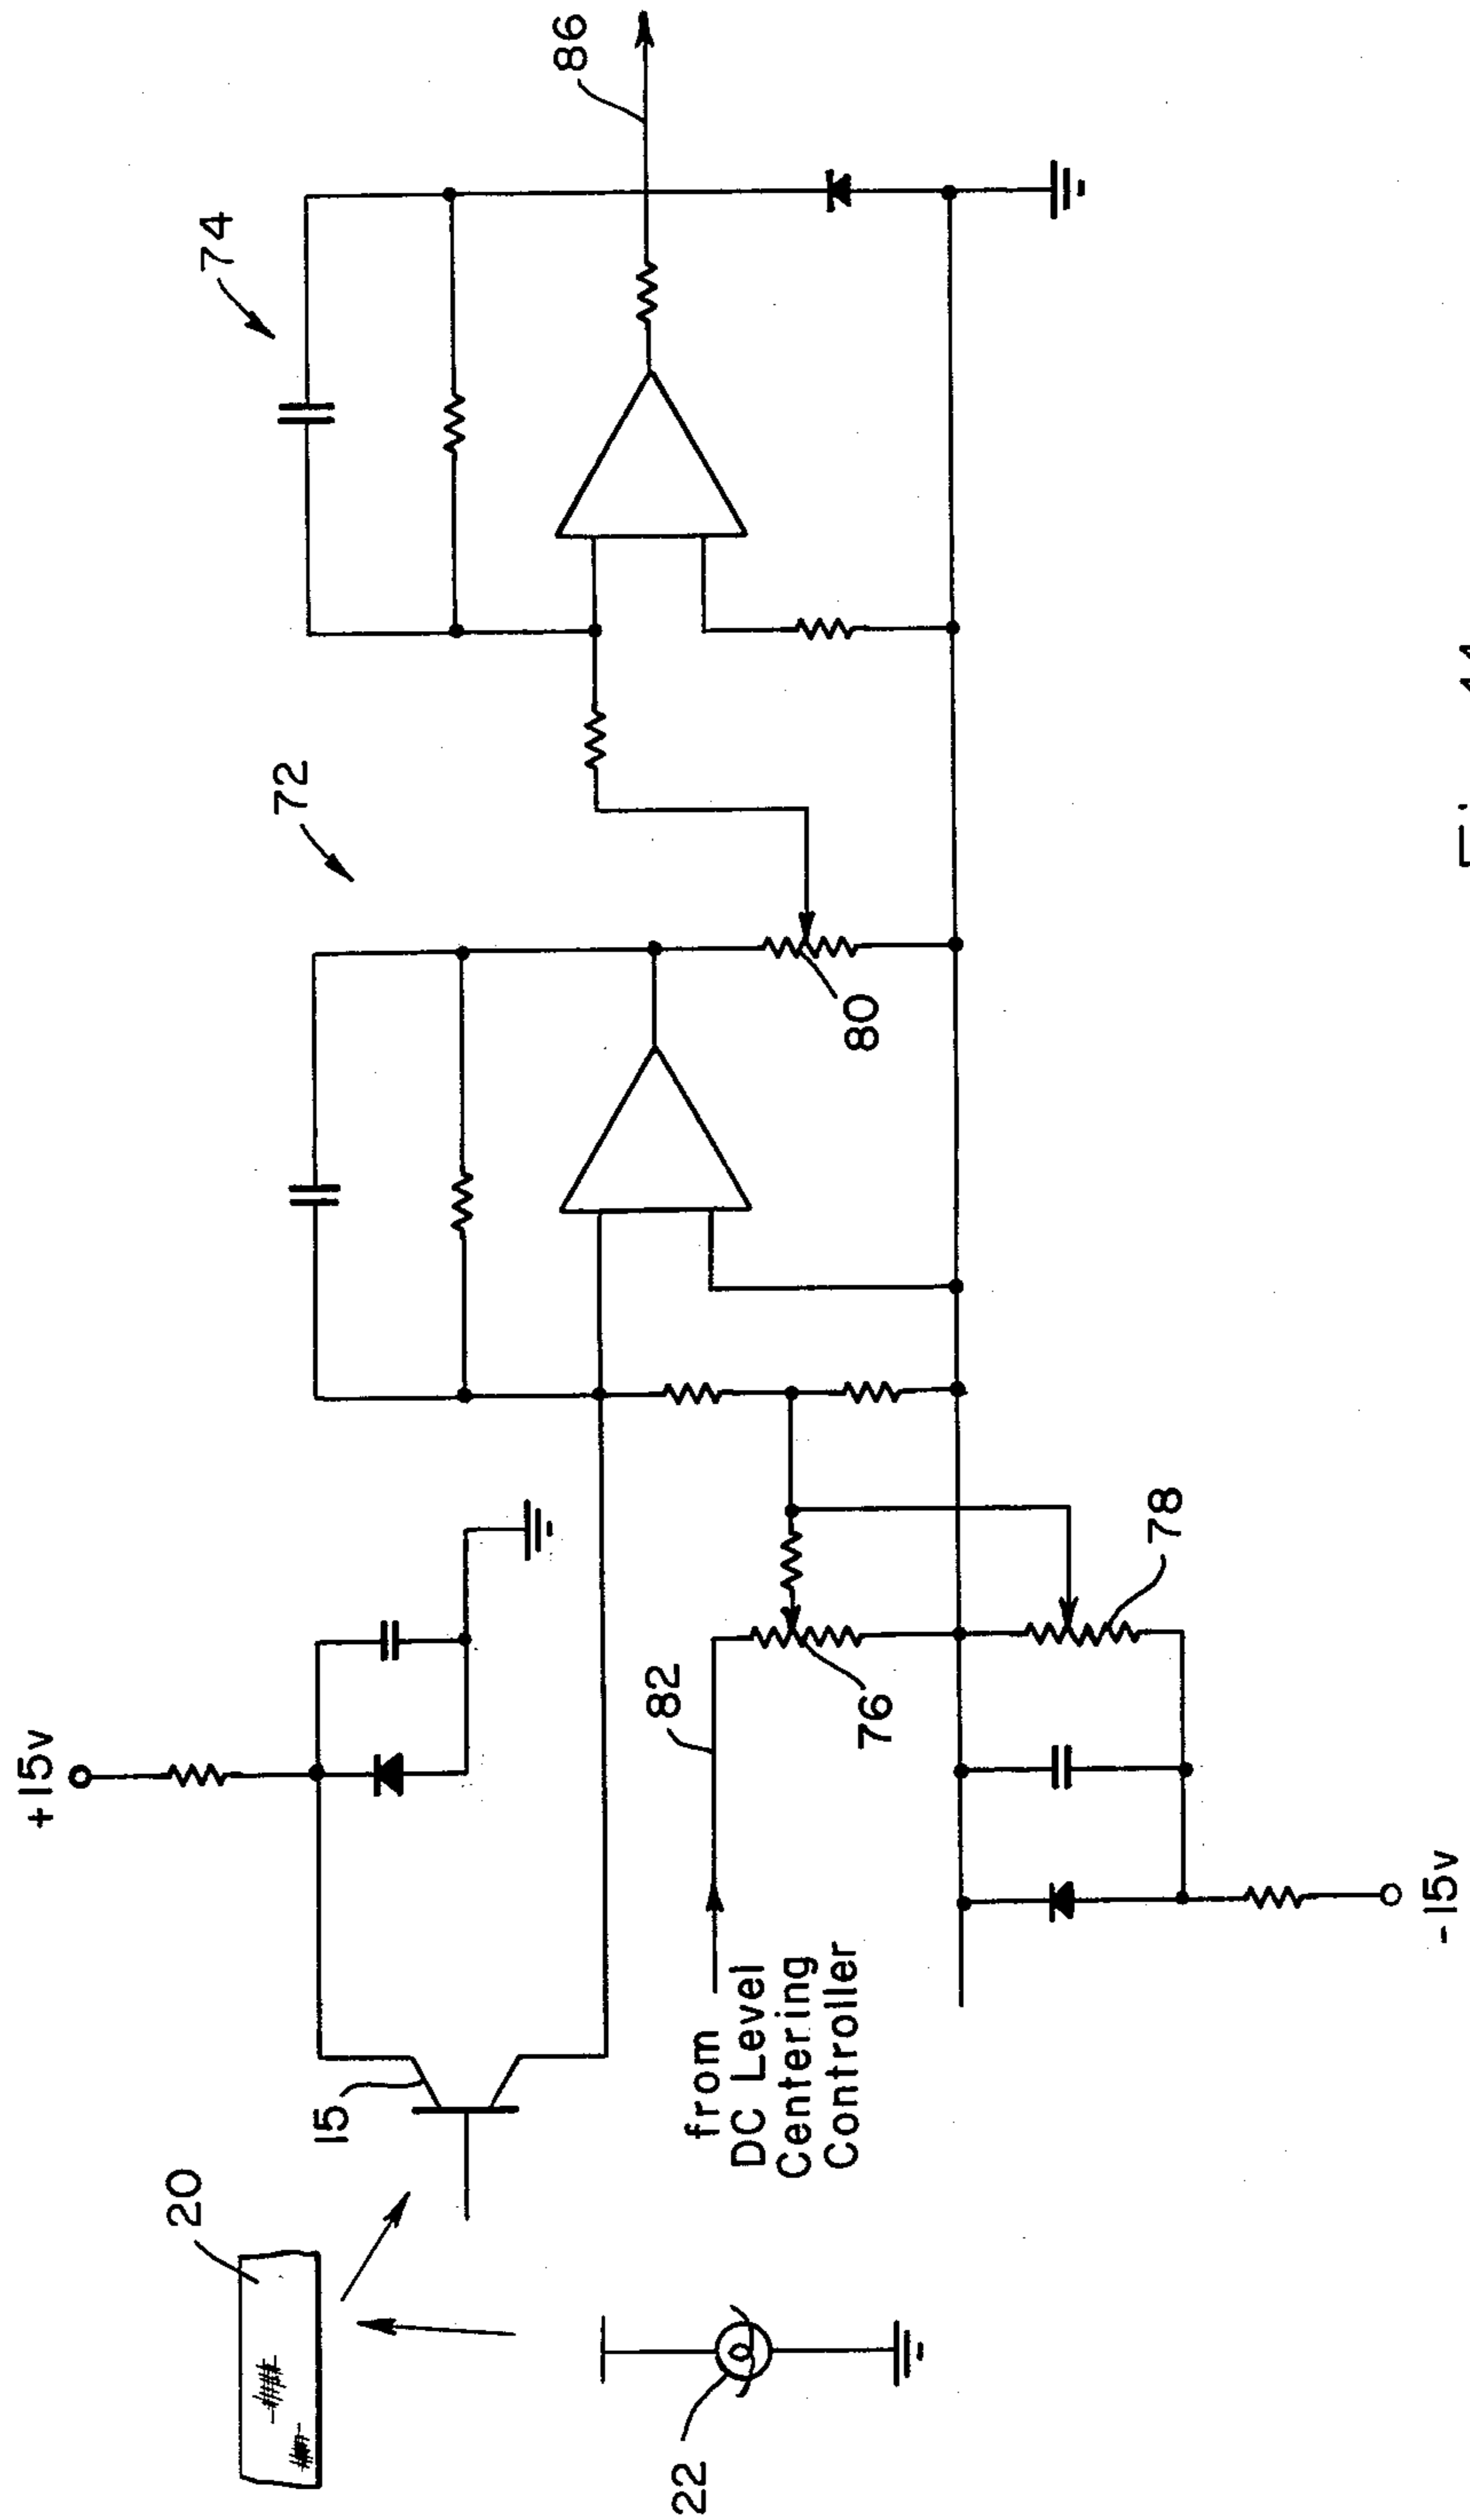 +15v
20
15
22
from
DC Level
Centering
Controller
82
76
78
-15v
72
80
74
86